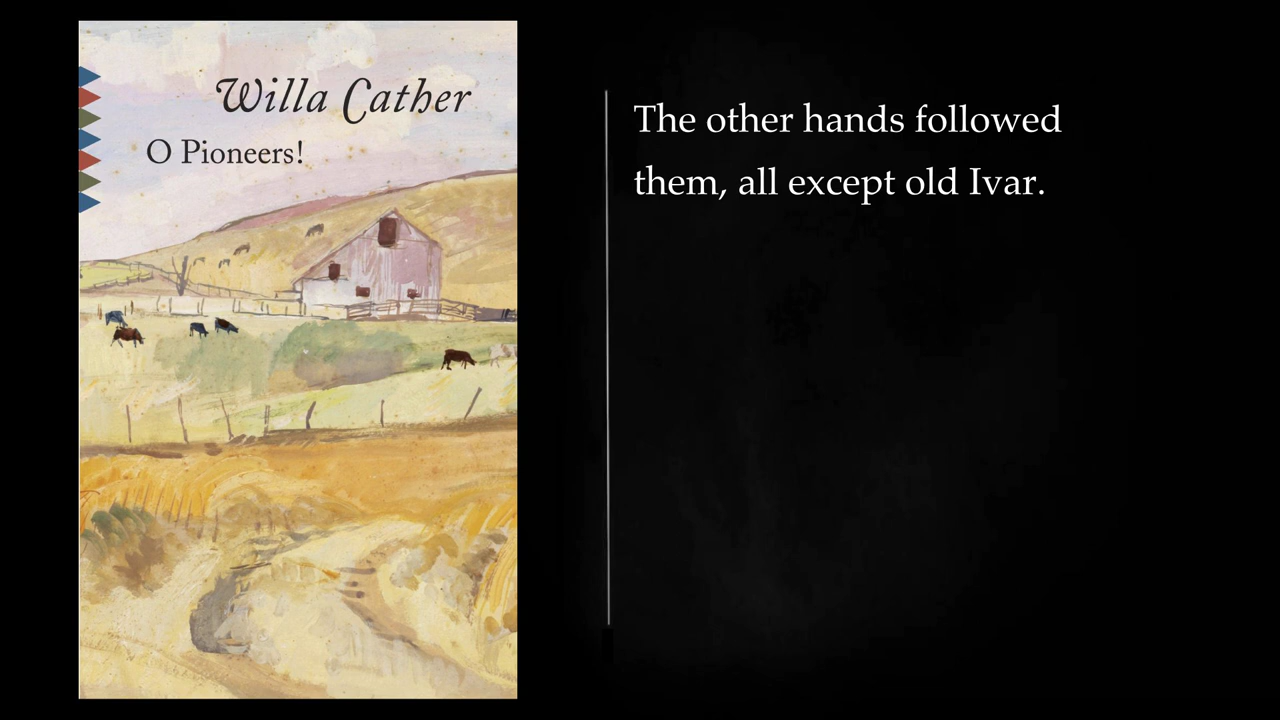 Willa Cather
O Pioneers!
The other hands followed
them, all except old Ivar.